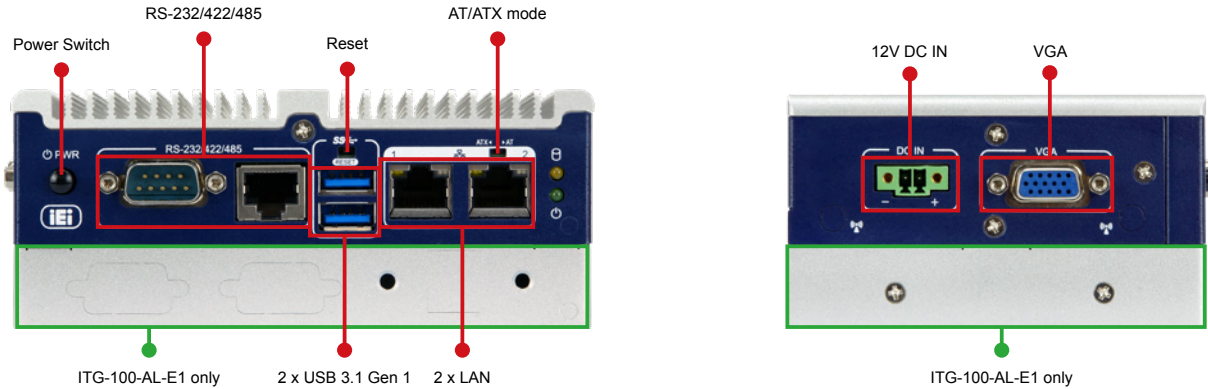 RS-232/422/485
AT/ATX mode
Power Switch
Reset
12V DC IN
VGA
SS
ATX AT
PWR
RS-232/422/485
RESET
1
2
DC IN
VGA
iEi
- +
ITG-100-AL-E1 only
2 x USB 3.1 Gen 1
2 x LAN
ITG-100-AL-E1 only